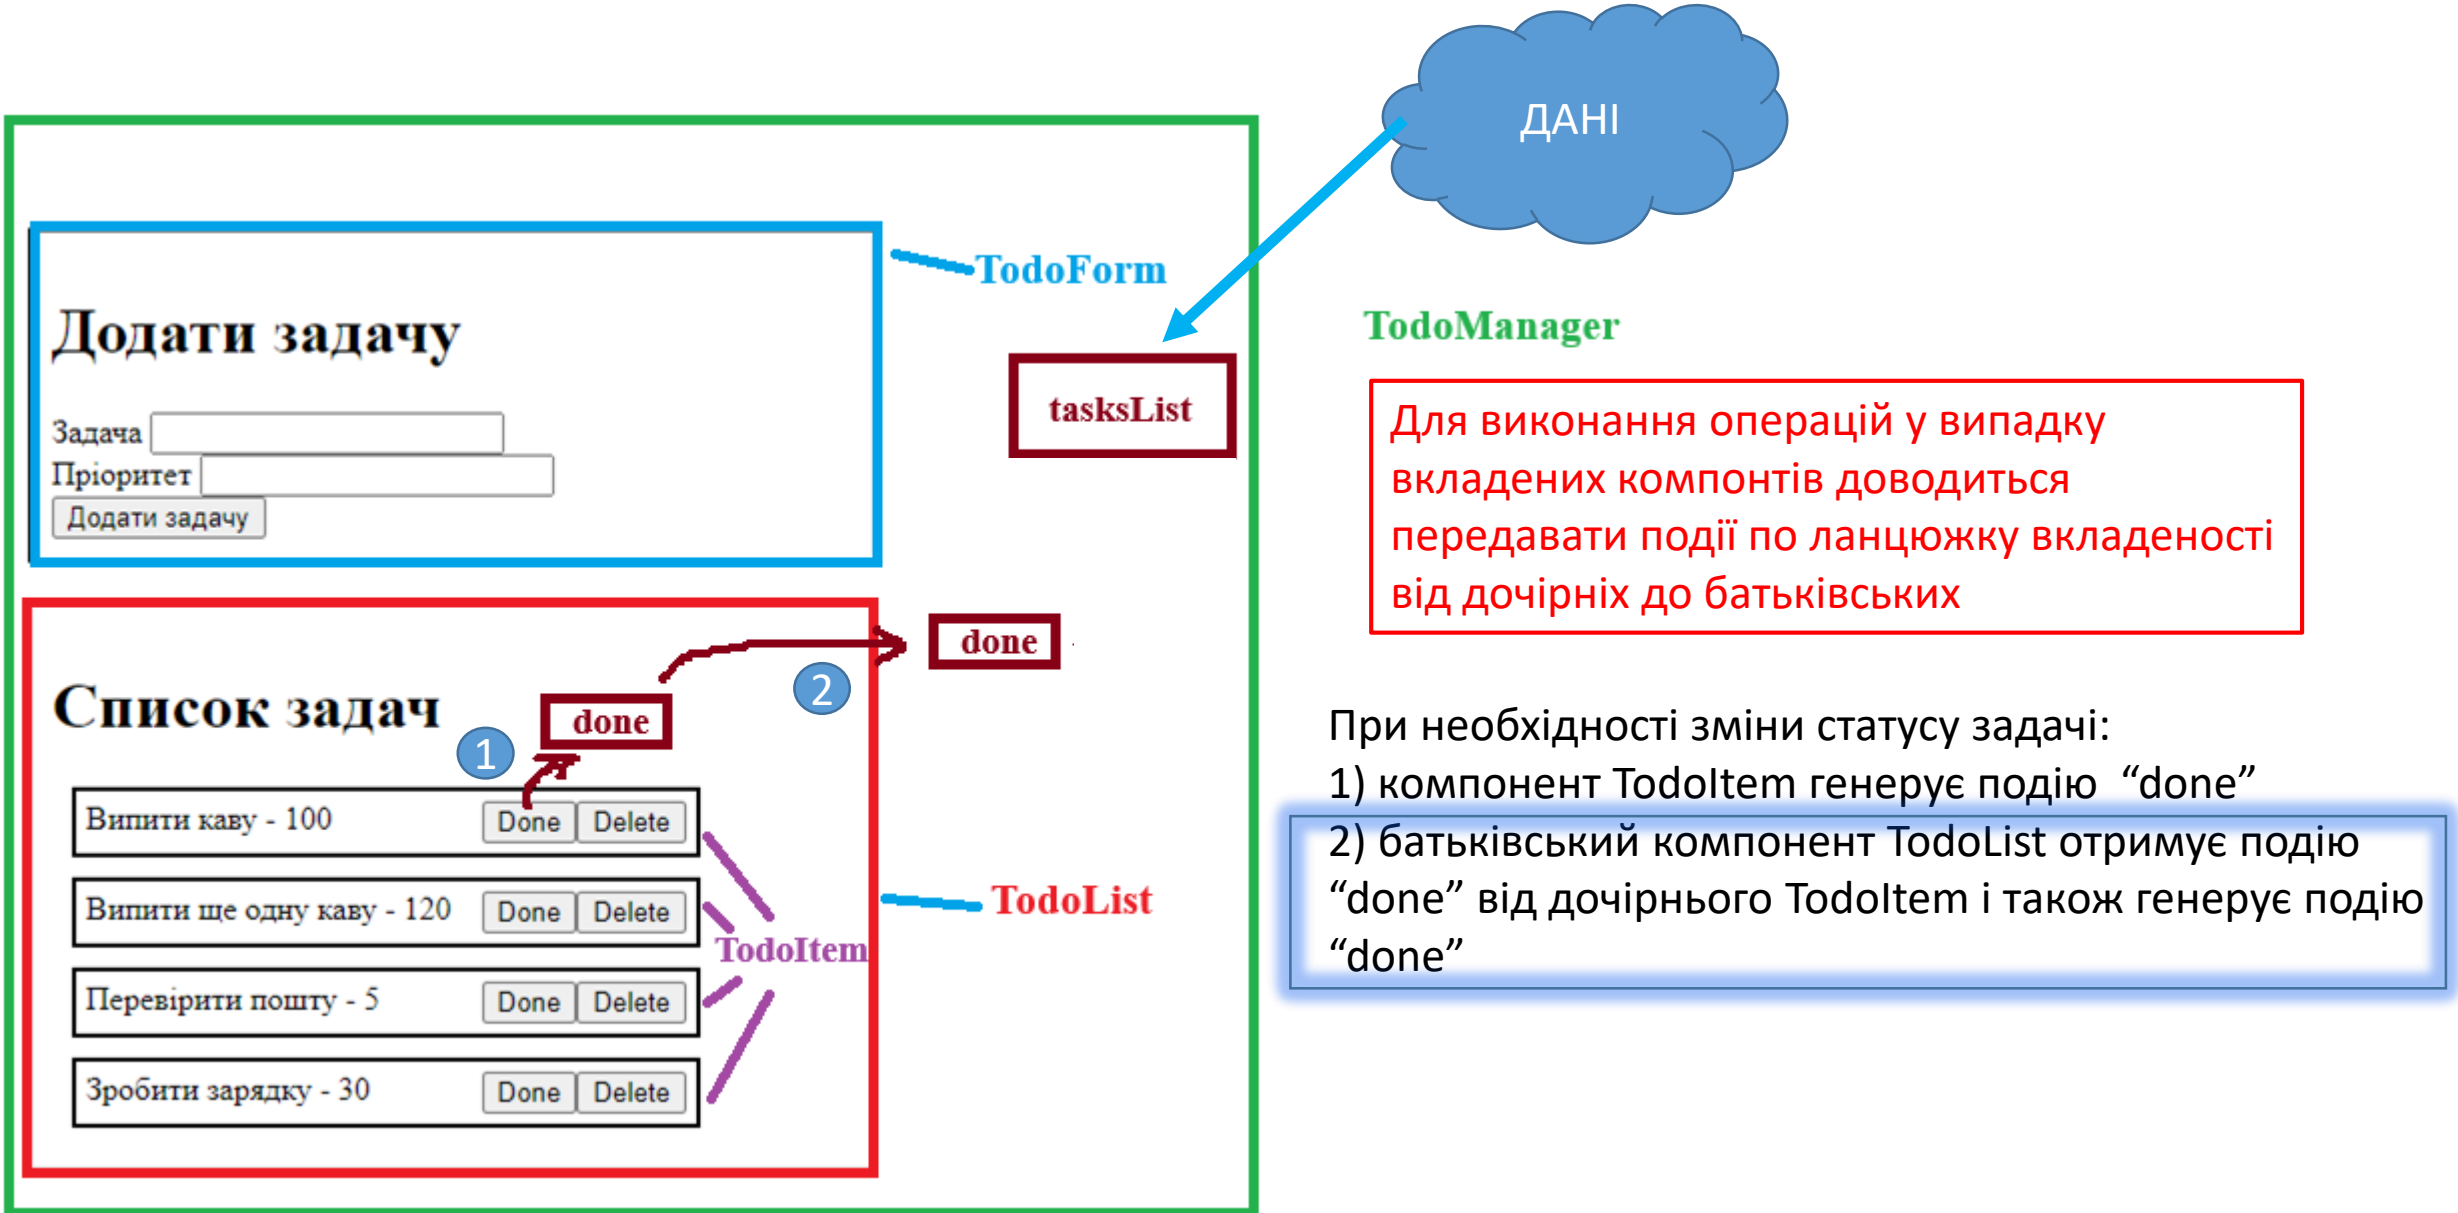 ДАНІ
TodoForm
Додати задачу
Задача
Пріоритет
Додати задачу
tasksList
TodoManager
Для виконання операцій у випадку
вкладених компонтів доводиться
передавати події по ланцюжку вкладеності
від дочірніх до батьківських
done
2
Список задач
done
1
Випити каву - 100 Done Delete
Випити ще одну каву - 120 Done Delete
TodoItem
Перевірити пошту - 5 Done Delete
Зробити зарядку - 30 Done Delete
TodoList
При необхідності зміни статусу задачі:
1) компонент TodoItem генерує подію “done”
2) батьківський компонент TodoList отримує подію
“done” від дочірнього TodoItem і також генерує подію
“done”